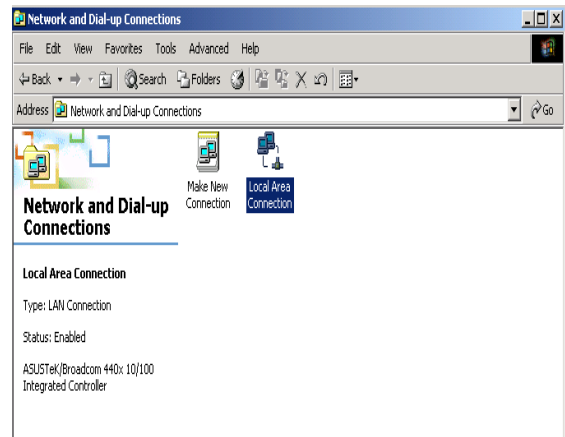 Network and Dial-up Connections
File Edit View Favorites Tools Advanced Help
Back Search Folders
Address Network and Dial-up Connections Go
Make New
Connection
Local Area
Connection
Network and Dial-up
Connections
Local Area Connection
Type: LAN Connection
Status: Enabled
ASUSTeK/Broadcom 440x 10/100
Integrated Controller